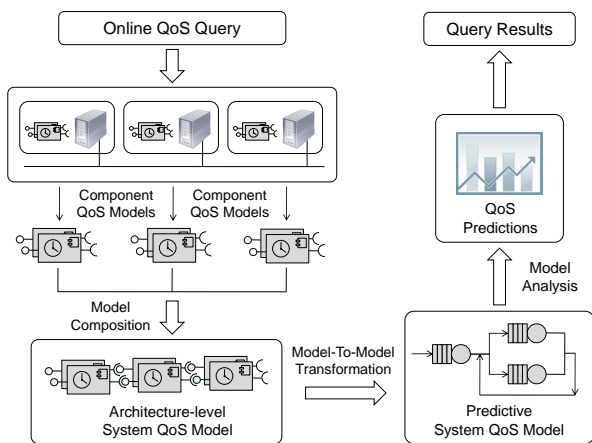 Online QoS Query
Query Results
Component
QoS Models
Component
QoS Models
QoS
Predictions
Model
Analysis
Model
Composition
Model-To-Model
Transformation
Architecture-level
System QoS Model
Predictive
System QoS Model